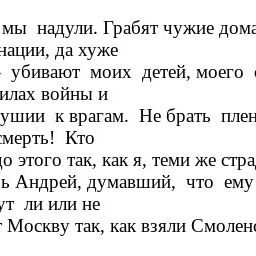 мы надули. Грабят чужие дома
нации, да хуже
убивают моих детей, моего
илах войны и
ушии к врагам. Не брать плен
смерть! Кто
до этого так, как я, теми же стра
ь Андрей, думавший, что ему
ут ли или не
т Москву так, как взяли Смолен